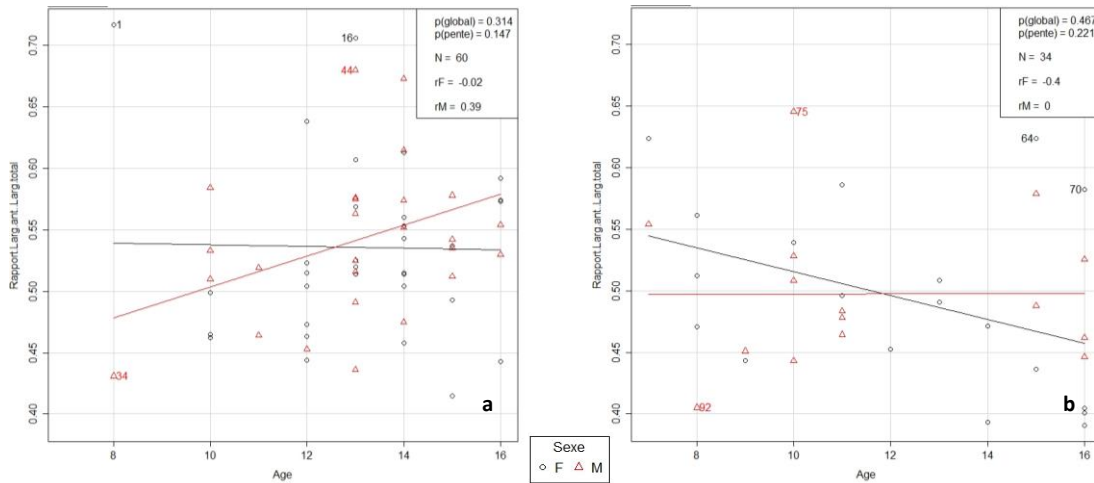 p(global) = 0.314
p(pente) = 0.147
N = 60
rF = -0.02
rM = 0.39
1
16
44
34
0.70
0.65
0.60
0.55
0.50
0.45
0.40
Rapport.Larg.ant.Larg.total
8 10 12 14 16
Age
a
p(global) = 0.467
p(pente) = 0.221
N = 34
rF = -0.4
rM = 0
75
64
70
92
0.70
0.65
0.60
0.55
0.50
0.45
0.40
Rapport.Larg.ant.Larg.total
8 10 12 14 16
Age
b
Sexe
F M